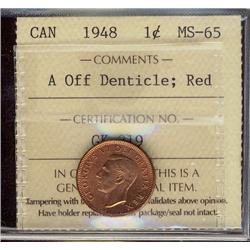 CAN 1948 1¢ MS-65
COMMENTS
A Off Denticle; Red
CERTIFICATION NO.
IN C THIS IS A
GEN AL ITEM.
Tampering with validates above opinion.
Have holder package/seal not intact.